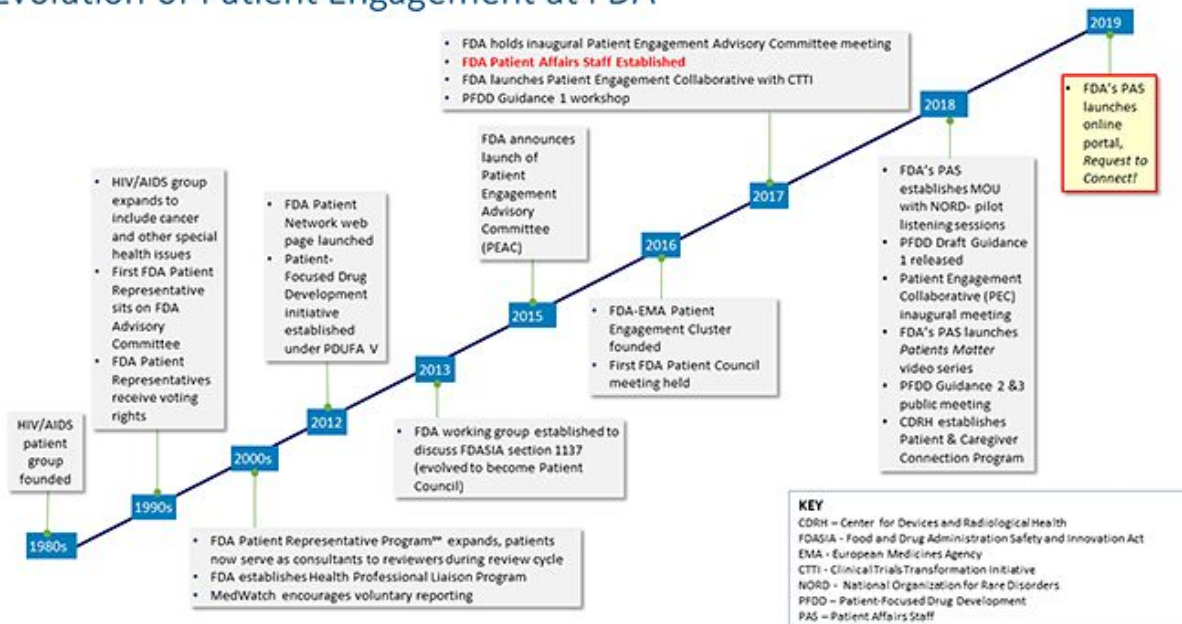 Evolution of Patient Engagement at FDA
2019
• FDA holds inaugural Patient Engagement Advisory Committee meeting
• FDA Patient Affairs Staff Established
• FDA launches Patient Engagement Collaborative with CTTI
• PFDD Guidance 1 workshop
• FDA's PAS
launches
online
portal,
Request to
Connect!
2018
FDA announces
launch of
Patient
Engagement
Advisory
Committee
(PEAC)
• FDA's PAS
establishes MOU
with NORD- pilot
listening sessions
• PFDD Draft Guidance
1 released
• Patient Engagement
Collaborative (PEC)
inaugural meeting
• FDA's PAS launches
Patients Matter
video series
• PFDD Guidance 2 &3
public meeting
• CDRH establishes
Patient & Caregiver
Connection Program
• HIV/AIDS group
expands to
include cancer
and other special
health issues
• First FDA Patient
Representative
sits on FDA
Advisory
Committee
• FDA Patient
Representatives
receive voting
rights
• FDA Patient
Network web
page launched
• Patient-
Focused Drug
Development
initiative
established
under PDUFA V
2017
2016
2015
• FDA-EMA Patient
Engagement Cluster
founded
• First FDA Patient Council
meeting held
2013
2012
• FDA working group established to
discuss FDASIA section 1137
(evolved to become Patient
Council)
HIV/AIDS
patient
group
founded
2000s
1990s
1980s
• FDA Patient Representative Program℠ expands, patients
now serve as consultants to reviewers during review cycle
• FDA establishes Health Professional Liaison Program
• MedWatch encourages voluntary reporting
KEY
CDRH – Center for Devices and Radiological Health
FDASIA - Food and Drug Administration Safety and Innovation Act
EMA - European Medicines Agency
CTTI - Clinical Trials Transformation Initiative
NORD - National Organization for Rare Disorders
PFDD – Patient-Focused Drug Development
PAS – Patient Affairs Staff